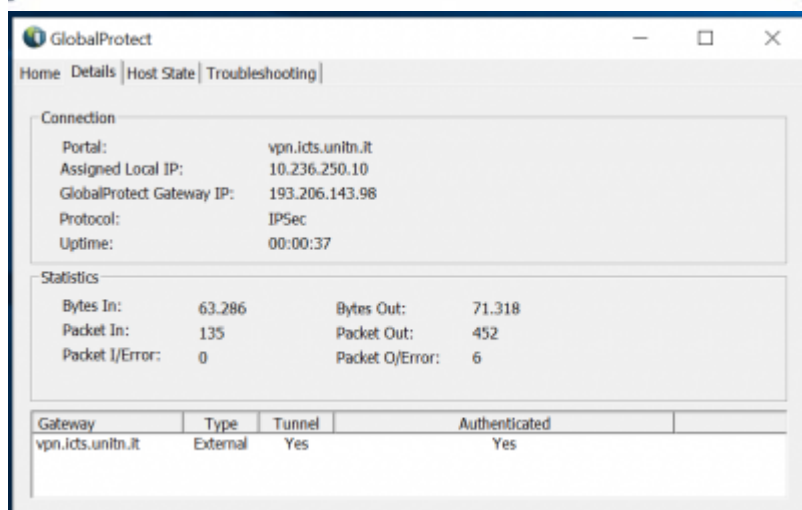 GlobalProtect
Home Details Host State Troubleshooting
Connection
Portal: vpn.icts.unitn.it
Assigned Local IP: 10.236.250.10
GlobalProtect Gateway IP: 193.206.143.98
Protocol: IPSec
Uptime: 00:00:37
Statistics
Bytes In: 63.286 Bytes Out: 71.318
Packet In: 135 Packet Out: 452
Packet I/Error: 0 Packet O/Error: 6
Gateway Type Tunnel Authenticated
vpn.icts.unitn.it External Yes Yes